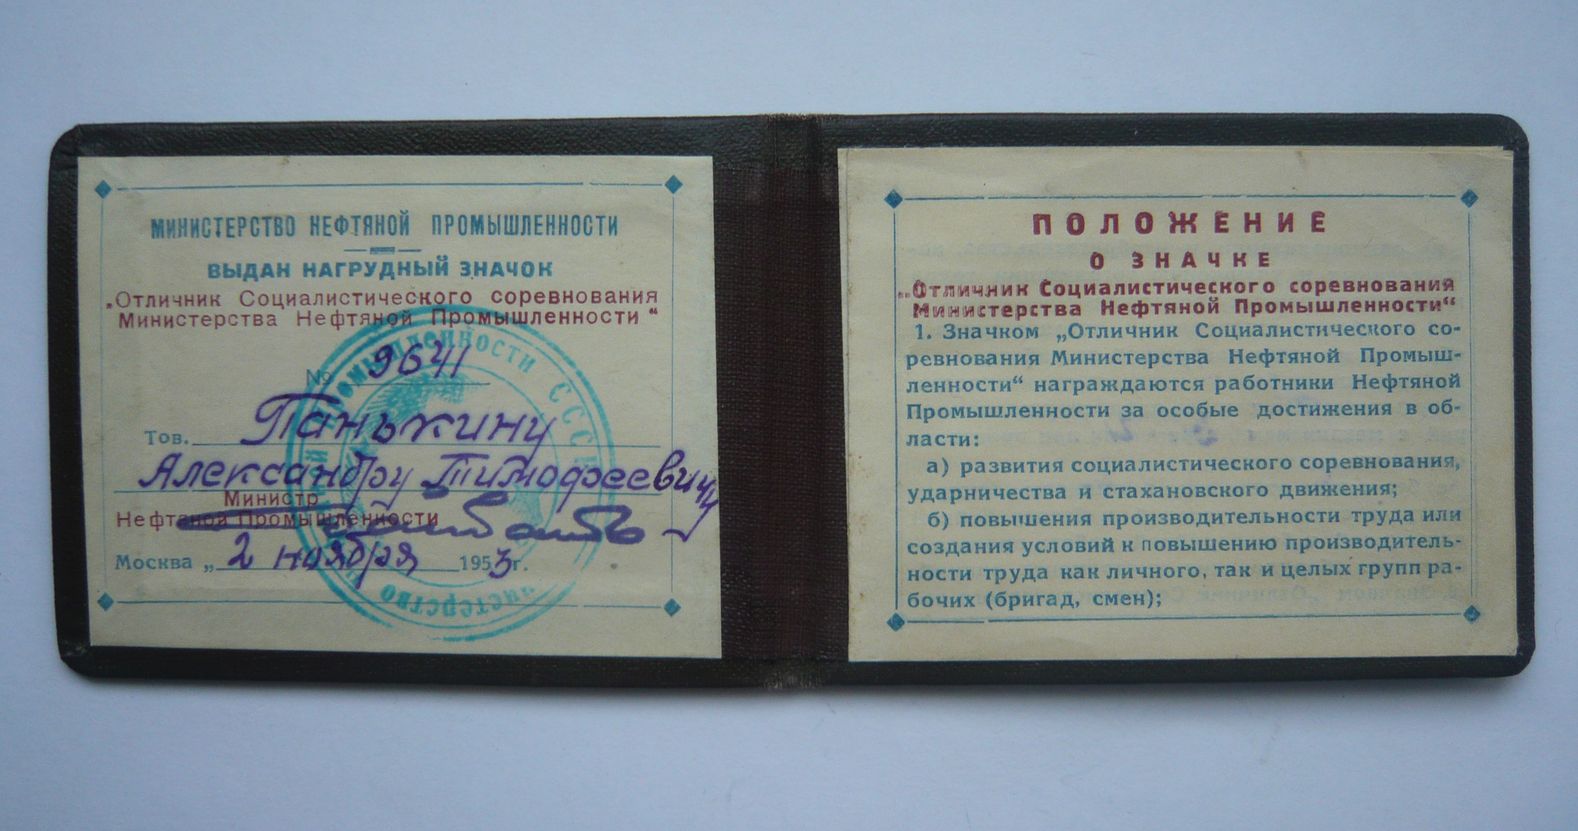 МИНИСТЕРСТВО НЕФТЯНОЙ ПРОМЫШЛЕННОСТИ
ВЫДАН НАГРУДНЫЙ ЗНАЧОК
„Отличник Социалистического соревнования
Министерства Нефтяной Промышленности“
№ 9641
Тов. Панькину
Александру Тимофеевичу
Министр
Нефтяной Промышленности
Москва „ 2 ноября 1953 г.
ПОЛОЖЕНИЕ
О ЗНАЧКЕ
„Отличник Социалистического соревнования
Министерства Нефтяной Промышленности“
1. Значком „Отличник Социалистического со-
ревнования Министерства Нефтяной Промыш-
ленности“ награждаются работники Нефтяной
Промышленности за особые достижения в об-
ласти:
а) развития социалистического соревнования,
ударничества и стахановского движения;
б) повышения производительности труда или
создания условий к повышению производитель-
ности труда как личного, так и целых групп ра-
бочих (бригад, смен);